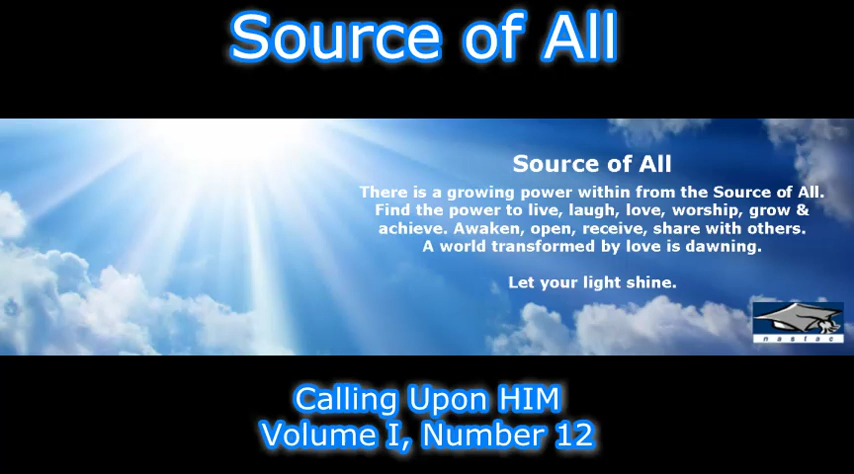 Source of All
Source of All
There is a growing power within from the Source of All.
Find the power to live, laugh, love, worship, grow &
achieve. Awaken, open, receive, share with others.
A world transformed by love is dawning.
Let your light shine.
nastac
Calling Upon HIM
Volume I, Number 12